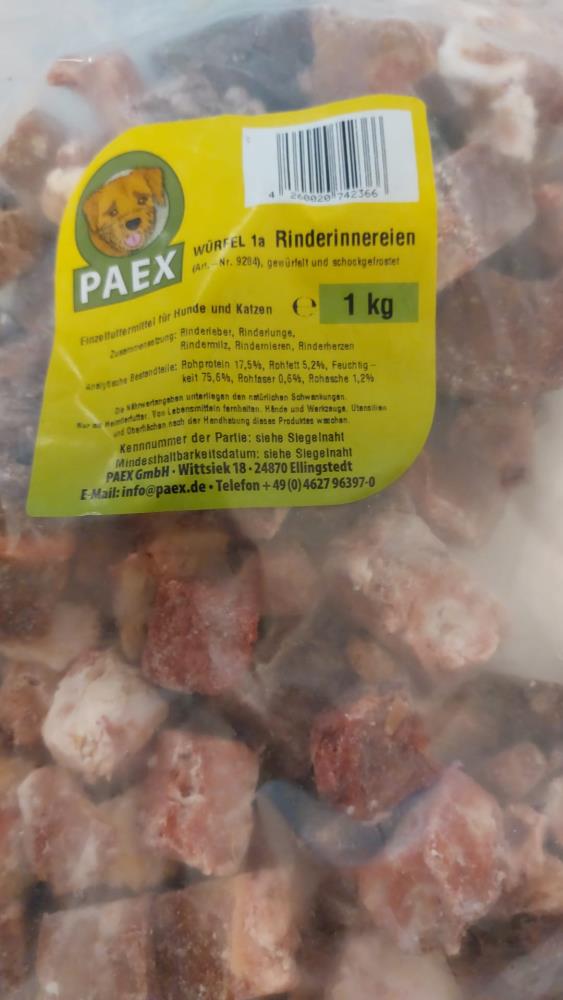 4 260020 742366
PAEX
WÜRFEL 1a Rinderinnereien
(Art.-Nr. 9284), gewürfelt und schockgefrostet
Einzelfuttermittel für Hunde und Katzen e 1 kg
Zusammensetzung: Rinderleber, Rinderlunge,
Rindermilz, Rindernieren, Rinderherzen
Analytische Bestandteile: Rohprotein 17,5%, Rohfett 5,2%, Feuchtig-
keit 75,6%, Rohfaser 0,6%, Rohasche 1,2%
Die Nährwertangaben unterliegen den natürlichen Schwankungen.
Nur als Heimtierfutter. Von Lebensmitteln fernhalten. Hände und Werkzeuge, Utensilien
und Oberflächen nach der Handhabung dieses Produktes waschen.
Kennnummer der Partie: siehe Siegelnaht
Mindesthaltbarkeitsdatum: siehe Siegelnaht
PAEX GmbH · Wittsiek 18 · 24870 Ellingstedt
E-Mail: info@paex.de · Telefon +49 (0) 4627 96397-0